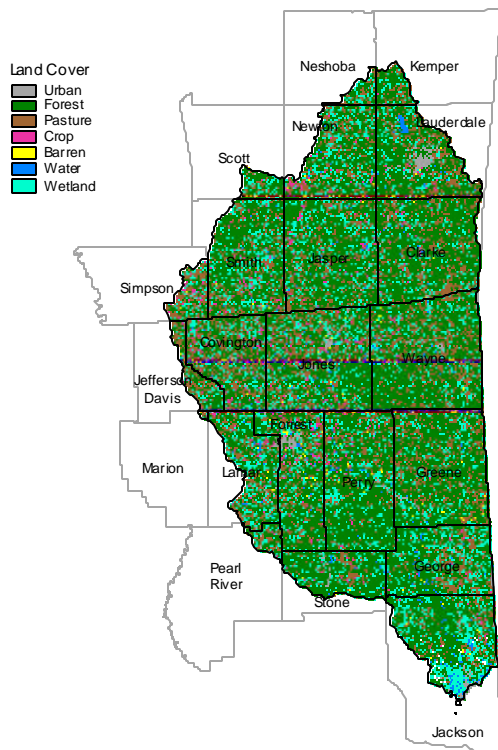 Land Cover
Urban
Forest
Pasture
Crop
Barren
Water
Wetland
Neshoba
Kemper
Newton
Lauderdale
Scott
Smith
Jasper
Clarke
Simpson
Covington
Jones
Wayne
Jefferson
Davis
Forrest
Marion
Lamar
Perry
Greene
Pearl
River
George
Stone
Jackson